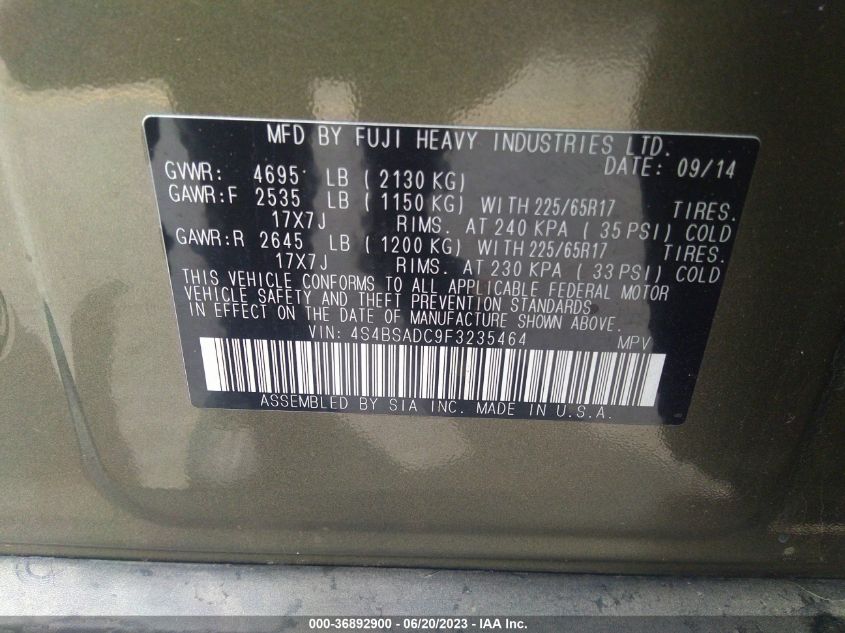 MFD BY FUJI HEAVY INDUSTRIES LTD.
DATE: 09/14
GVWR: 4695 LB ( 2130 KG)
GAWR:F 2535 LB ( 1150 KG) WITH 225/65R17 TIRES.
17X7J RIMS. AT 240 KPA ( 35 PSI) COLD
GAWR:R 2645 LB ( 1200 KG) WITH 225/65R17 TIRES.
17X7J RIMS. AT 230 KPA ( 33 PSI) COLD
THIS VEHICLE CONFORMS TO ALL APPLICABLE FEDERAL MOTOR
VEHICLE SAFETY AND THEFT PREVENTION STANDARDS
IN EFFECT ON THE DATE OF MANUFACTURE SHOWN ABOVE.
VIN: 4S4BSADC9F3235464 MPV
ASSEMBLED BY SIA INC. MADE IN U.S.A.
000-36892900 - 06/20/2023 - © IAA Inc.